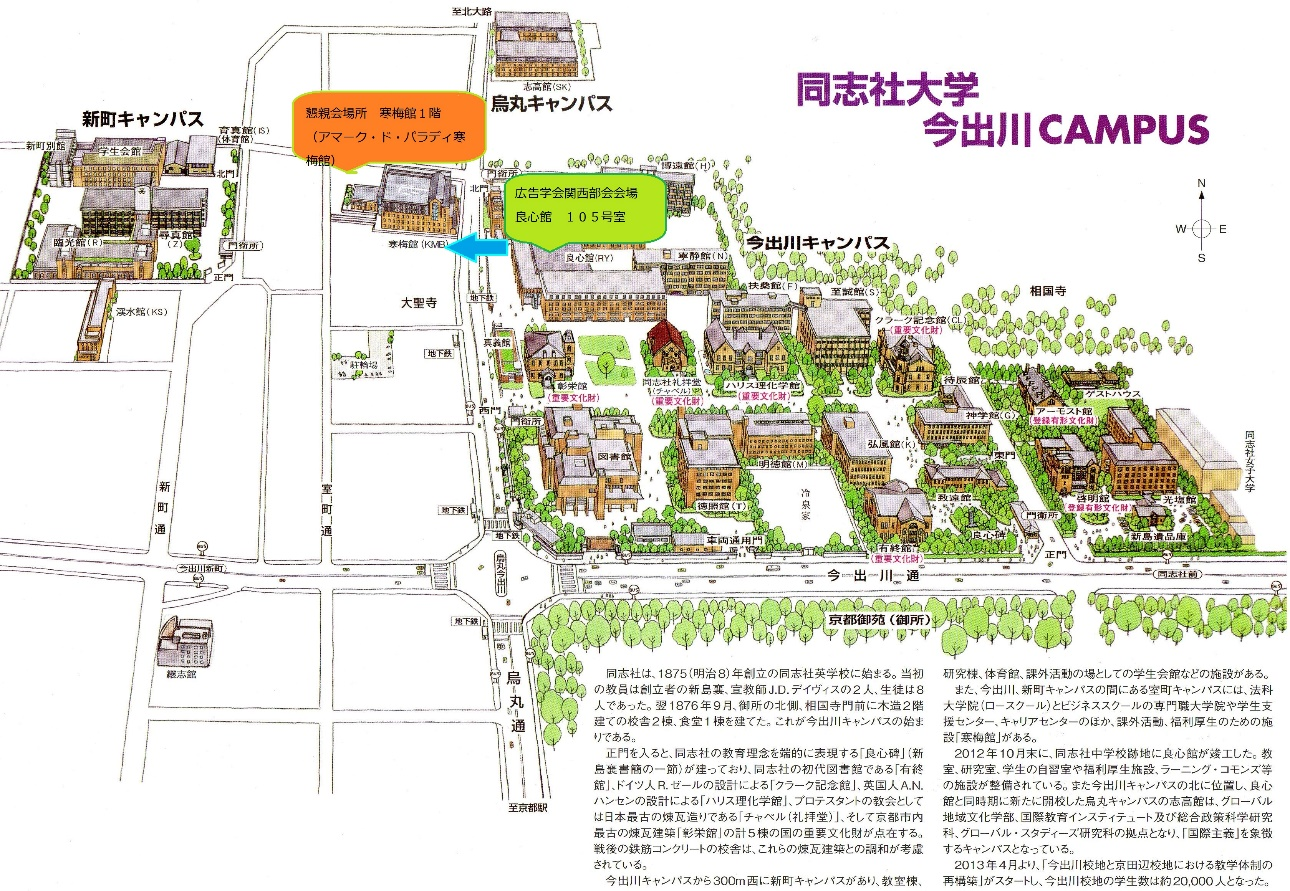 至北大路
志高館(SK)
烏丸キャンパス
同志社大学
今出川CAMPUS
新町キャンパス
育真館(IS)
(体育館)
新町別館
学生会館
北門
懇親会場所　寒梅館１階
（アマーク・ド・パラディ寒
梅館）
門衛所
博遠館(H)
北門
広告学会関西部会会場
良心館　１０５号室
N
W
E
S
臨光館(R)
尋真館
(Z)
門衛所
正門
寒梅館(KMB)
良心館(RY)
寧静館(N)
今出川キャンパス
扶桑館(F)
至誠館(S)
相国寺
渓水館(KS)
大聖寺
地下鉄
クラーク記念館(CL)
(重要文化財)
真義館
地下鉄
駐輪場
彰栄館
(重要文化財)
同志社礼拝堂
(チャペル)
(重要文化財)
ハリス理化学館
(重要文化財)
待辰館
ゲストハウス
アーモスト館
登録有形文化財
神学館(G)
西門
門衛所
図書館
明徳館(M)
弘風館(K)
東門
同志社女子大学
新町通
室町通
地下鉄
徳照館(T)
冷泉家
致遠館
啓明館
(登録有形文化財)
光塩館
門衛所
良心碑
新島遺品庫
地下鉄
車両通用門
有終館
(重要文化財)
正門
今出川新町
烏丸今出川
今出川通
同志社前
地下鉄
京都御苑(御所)
継志館
烏丸通
至京都駅
同志社は、1875(明治8)年創立の同志社英学校に始まる。当初
の教員は創立者の新島襄、宣教師J.D.デイヴィスの2人、生徒は8
人であった。翌1876年9月、御所の北側、相国寺門前に木造2階
建ての校舎2棟、食堂1棟を建てた。これが今出川キャンパスの始ま
りである。
正門を入ると、同志社の教育理念を端的に表現する「良心碑」(新
島襄書簡の一節)が建っており、同志社の初代図書館である「有終
館」、ドイツ人R.ゼールの設計による「クラーク記念館」、英国人A.N.
ハンセンの設計による「ハリス理化学館」、プロテスタントの教会として
は日本最古の煉瓦造りである「チャペル(礼拝堂)」、そして京都市内
最古の煉瓦建築「彰栄館」の計5棟の国の重要文化財が点在する。
戦後の鉄筋コンクリートの校舎は、これらの煉瓦建築との調和が考慮
されている。
今出川キャンパスから300m西に新町キャンパスがあり、教室棟、
研究棟、体育館、課外活動の場としての学生会館などの施設がある。
また、今出川、新町キャンパスの間にある室町キャンパスには、法科
大学院(ロースクール)とビジネススクールの専門職大学院や学生支
援センター、キャリアセンターのほか、課外活動、福利厚生のための施
設「寒梅館」がある。
2012年10月末に、同志社中学校跡地に良心館が竣工した。教
室、研究室、学生の自習室や福利厚生施設、ラーニング・コモンズ等
の施設が整備されている。また今出川キャンパスの北に位置し、良心
館と同時期に新たに開校した烏丸キャンパスの志高館は、グローバル
地域文化学部、国際教育インスティテュート及び総合政策科学研究
科、グローバル・スタディーズ研究科の拠点となり、「国際主義」を象徴
するキャンパスとなっている。
2013年4月より、「今出川校地と京田辺校地における教学体制の
再構築」がスタートし、今出川校地の学生数は約20,000人となった。